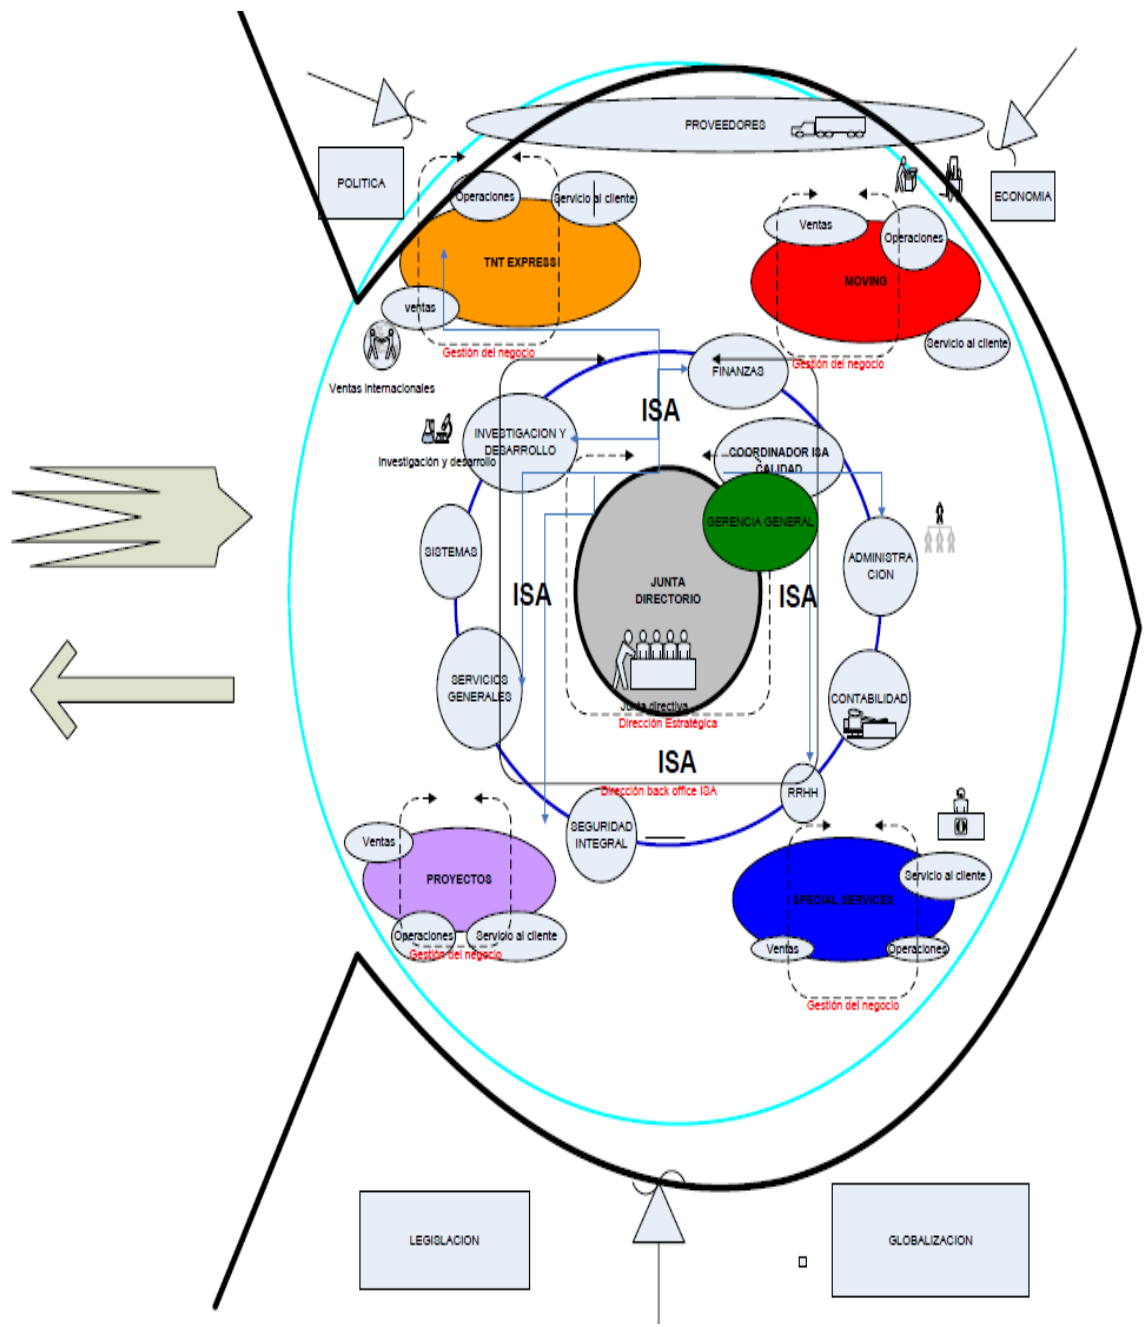 PROVEEDORES
POLITICA
ECONOMIA
Operaciones
Servicio al cliente
Ventas
Operaciones
TNT EXPRESS
MOVING
ventas
Servicio al cliente
Gestión del negocio
Gestión del negocio
Ventas internacionales
FINANZAS
ISA
INVESTIGACION Y
DESARROLLO
Investigación y desarrollo
COORDINADOR ISA
CALIDAD
GERENCIA GENERAL
SISTEMAS
ADMINISTRA
CION
JUNTA
DIRECTORIO
ISA
ISA
SERVICIOS
GENERALES
CONTABILIDAD
Junta directiva
Dirección Estratégica
ISA
Dirección back office ISA
RRHH
SEGURIDAD
INTEGRAL
Ventas
PROYECTOS
Servicio al cliente
SPECIAL SERVICES
Operaciones
Servicio al cliente
Gestión del negocio
Ventas
Operaciones
Gestión del negocio
LEGISLACION
GLOBALIZACION